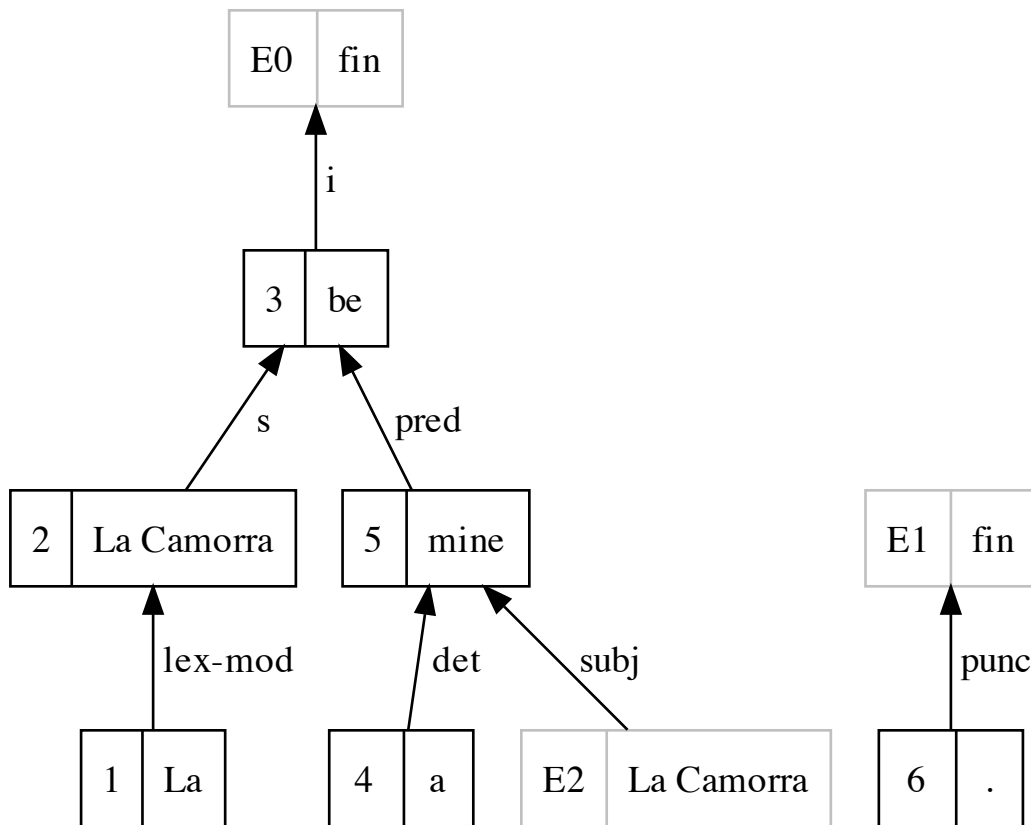 E0 fin
i
3 be
s pred
2 La Camorra 5 mine E1 fin
lex-mod det subj punc
1 La 4 a E2 La Camorra 6 .